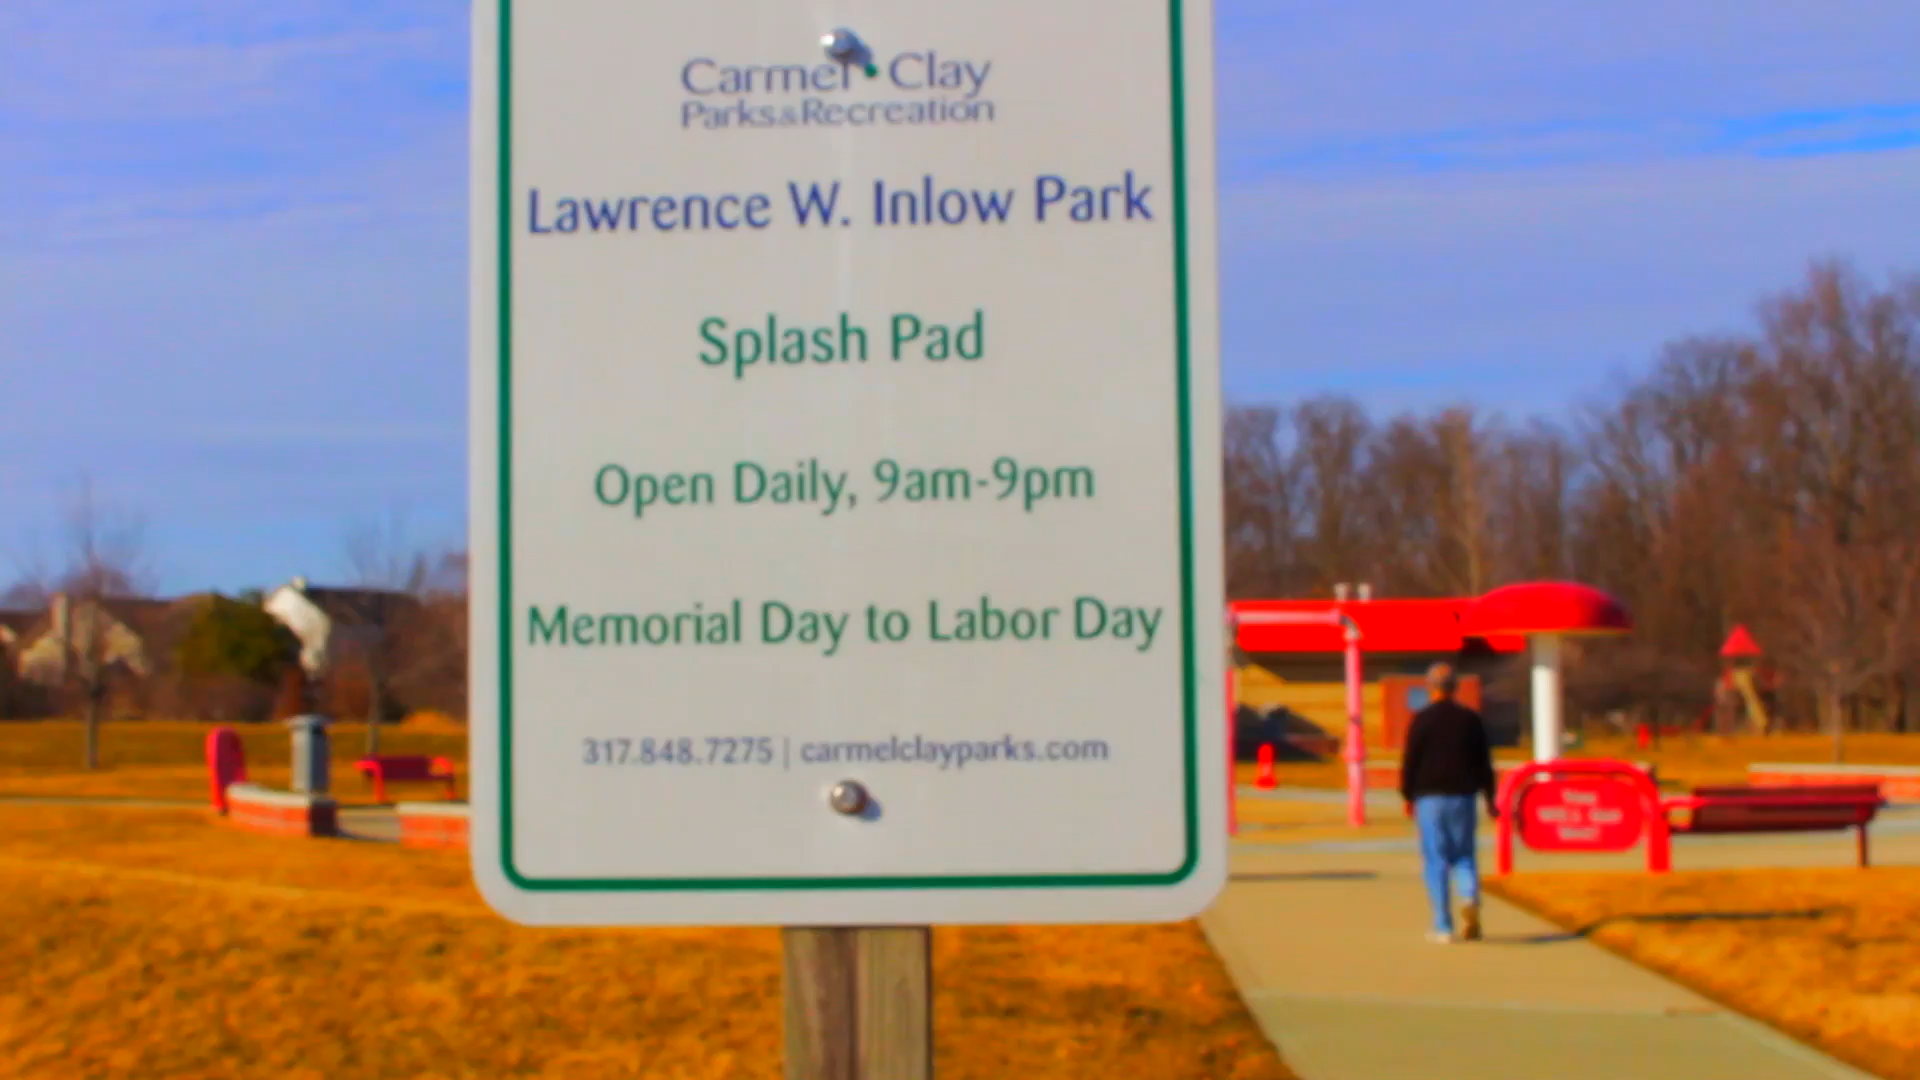 Carmel Clay
Parks&Recreation
Lawrence W. Inlow Park
Splash Pad
Open Daily, 9am-9pm
Memorial Day to Labor Day
317.848.7275 | carmelclayparks.com